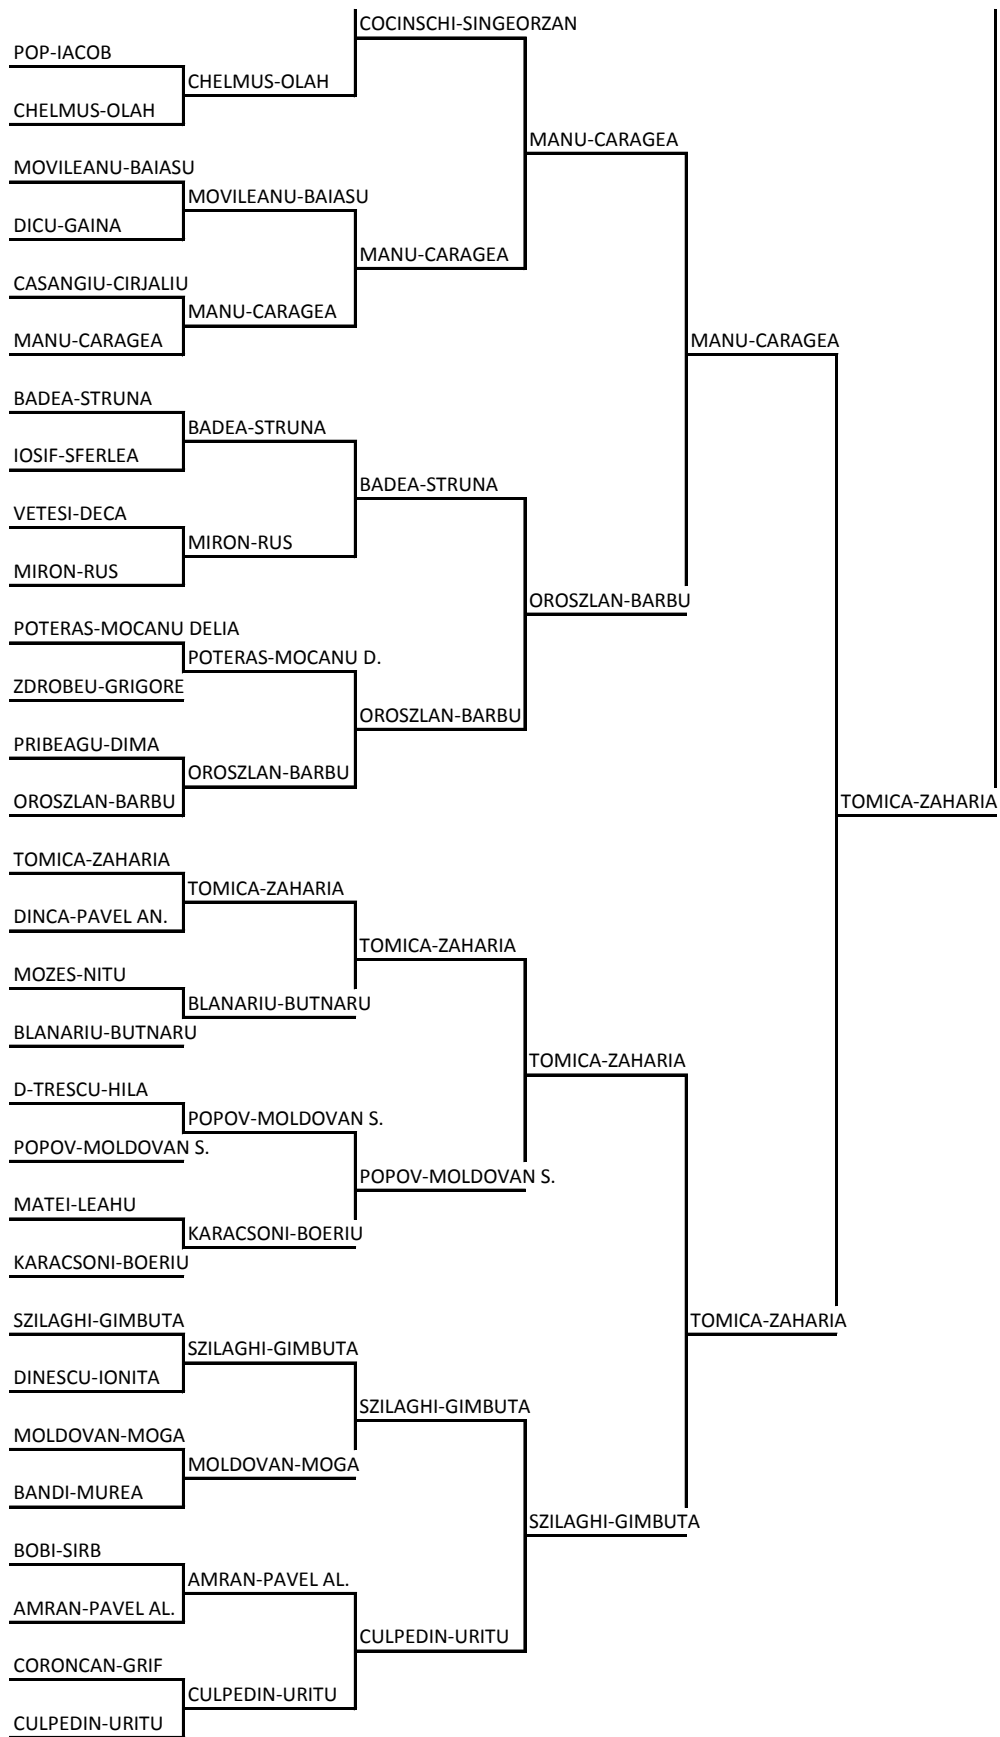 COCINSCHI-SINGEORZAN
POP-IACOB
CHELMUS-OLAH
CHELMUS-OLAH
MANU-CARAGEA
MOVILEANU-BAIASU
MOVILEANU-BAIASU
DICU-GAINA
MANU-CARAGEA
CASANGIU-CIRJALIU
MANU-CARAGEA
MANU-CARAGEA
MANU-CARAGEA
BADEA-STRUNA
BADEA-STRUNA
IOSIF-SFERLEA
BADEA-STRUNA
VETESI-DECA
MIRON-RUS
MIRON-RUS
OROSZLAN-BARBU
POTERAS-MOCANU DELIA
POTERAS-MOCANU D.
ZDROBEU-GRIGORE
OROSZLAN-BARBU
PRIBEAGU-DIMA
OROSZLAN-BARBU
OROSZLAN-BARBU
TOMICA-ZAHARIA
TOMICA-ZAHARIA
TOMICA-ZAHARIA
DINCA-PAVEL AN.
TOMICA-ZAHARIA
MOZES-NITU
BLANARIU-BUTNARU
BLANARIU-BUTNARU
TOMICA-ZAHARIA
D-TRESCU-HILA
POPOV-MOLDOVAN S.
POPOV-MOLDOVAN S.
POPOV-MOLDOVAN S.
MATEI-LEAHU
KARACSONI-BOERIU
KARACSONI-BOERIU
SZILAGHI-GIMBUTA
TOMICA-ZAHARIA
SZILAGHI-GIMBUTA
DINESCU-IONITA
SZILAGHI-GIMBUTA
MOLDOVAN-MOGA
MOLDOVAN-MOGA
BANDI-MUREA
SZILAGHI-GIMBUTA
BOBI-SIRB
AMRAN-PAVEL AL.
AMRAN-PAVEL AL.
CULPEDIN-URITU
CORONCAN-GRIF
CULPEDIN-URITU
CULPEDIN-URITU